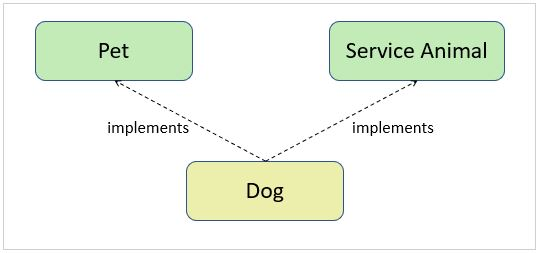 Pet
Service Animal
implements
implements
Dog